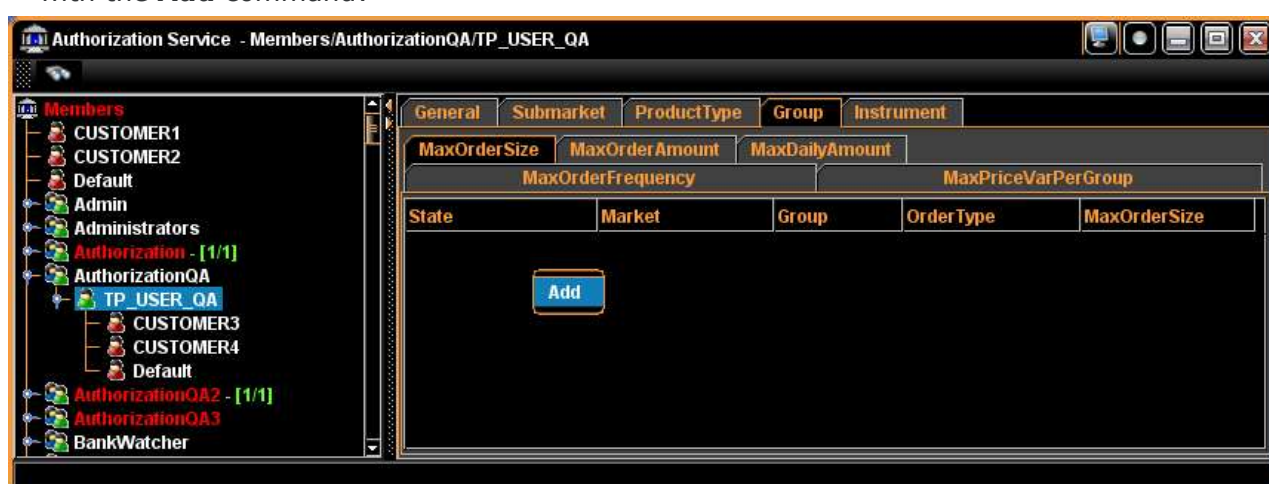 with the Add command.
Authorization Service - Members/AuthorizationQA/TP_USER_QA
Members
CUSTOMER1
CUSTOMER2
Default
Admin
Administrators
Authorization - [1/1]
AuthorizationQA
TP_USER_QA
CUSTOMER3
CUSTOMER4
Default
AuthorizationQA2 - [1/1]
AuthorizationQA3
BankWatcher
General Submarket ProductType Group Instrument
MaxOrderSize MaxOrderAmount MaxDailyAmount
MaxOrderFrequency MaxPriceVarPerGroup
State Market Group OrderType MaxOrderSize
Add